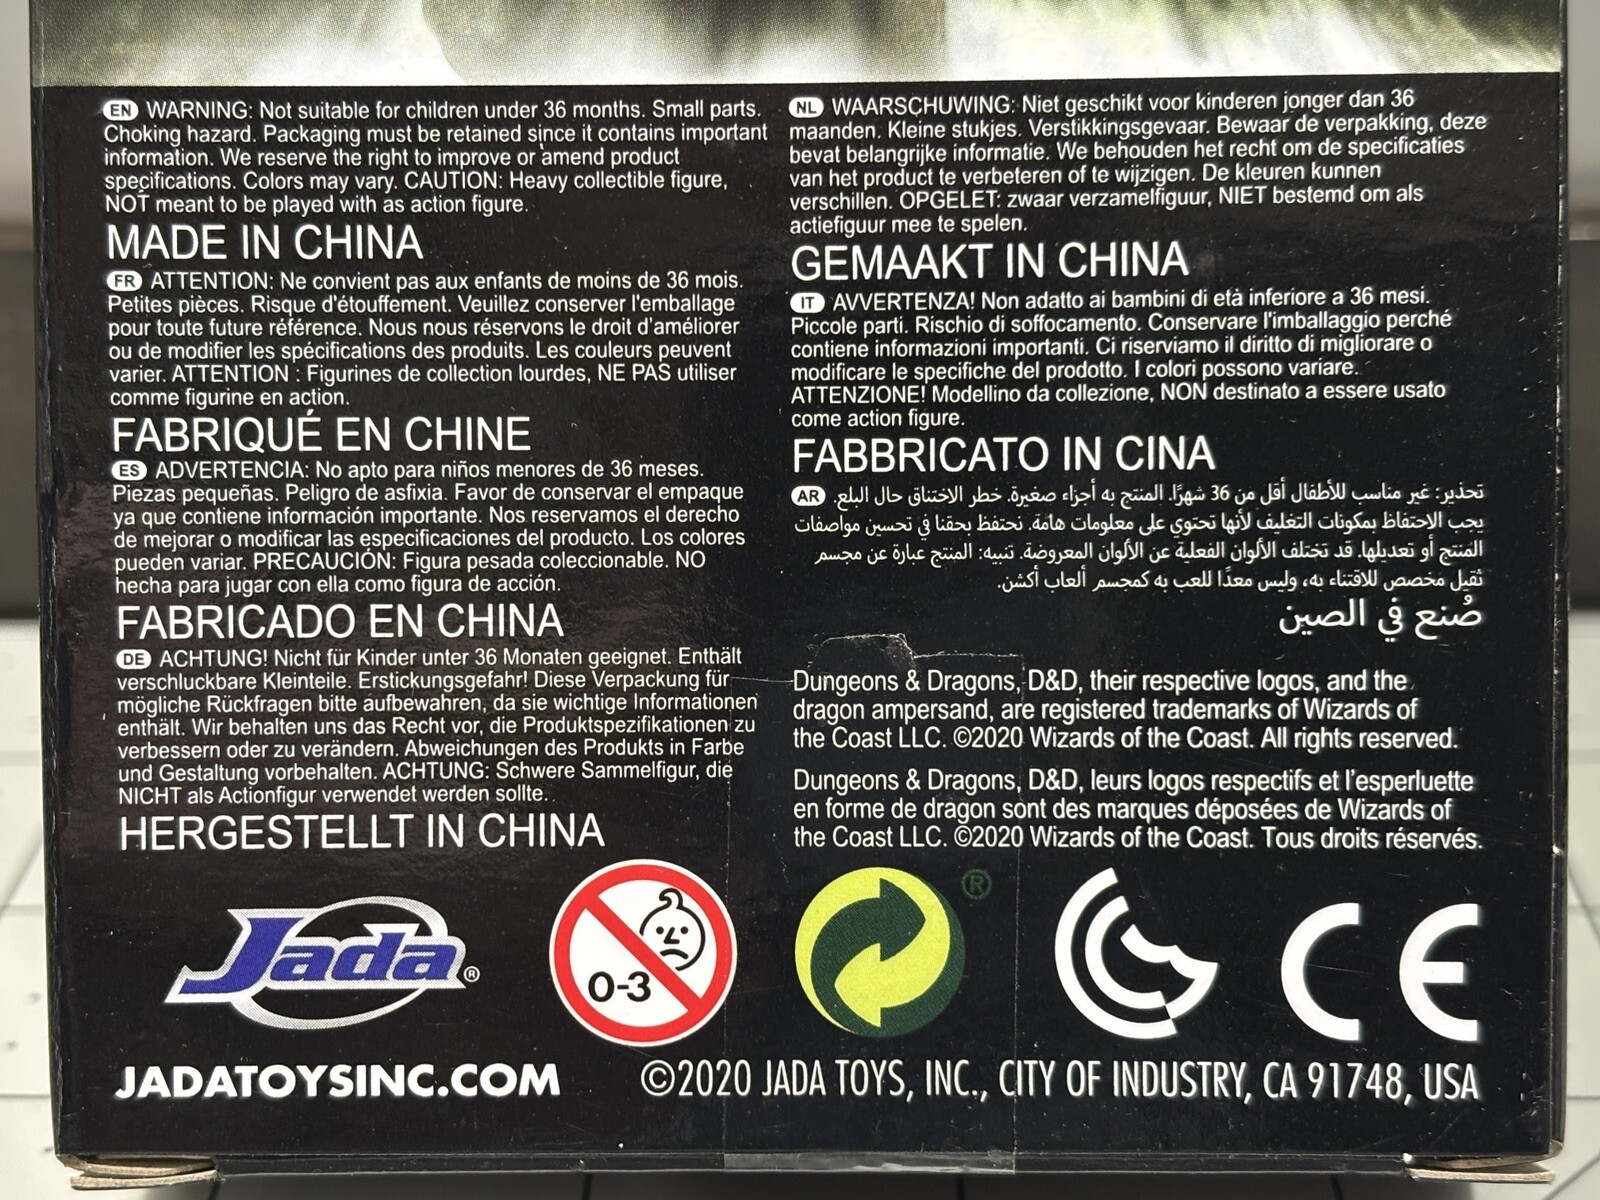 EN WARNING: Not suitable for children under 36 months. Small parts.
Choking hazard. Packaging must be retained since it contains important
information. We reserve the right to improve or amend product
specifications. Colors may vary. CAUTION: Heavy collectible figure,
NOT meant to be played with as action figure.
MADE IN CHINA
FR ATTENTION: Ne convient pas aux enfants de moins de 36 mois.
Petites pièces. Risque d'étouffement. Veuillez conserver l'emballage
pour toute future référence. Nous nous réservons le droit d'améliorer
ou de modifier les spécifications des produits. Les couleurs peuvent
varier. ATTENTION : Figurines de collection lourdes, NE PAS utiliser
comme figurine en action.
FABRIQUÉ EN CHINE
ES ADVERTENCIA: No apto para niños menores de 36 meses.
Piezas pequeñas. Peligro de asfixia. Favor de conservar el empaque
ya que contiene información importante. Nos reservamos el derecho
de mejorar o modificar las especificaciones del producto. Los colores
pueden variar. PRECAUCIÓN: Figura pesada coleccionable. NO
hecha para jugar con ella como figura de acción.
FABRICADO EN CHINA
DE ACHTUNG! Nicht für Kinder unter 36 Monaten geeignet. Enthält
verschluckbare Kleinteile. Erstickungsgefahr! Diese Verpackung für
mögliche Rückfragen bitte aufbewahren, da sie wichtige Informationen
enthält. Wir behalten uns das Recht vor, die Produktspezifikationen zu
verbessern oder zu verändern. Abweichungen des Produkts in Farbe
und Gestaltung vorbehalten. ACHTUNG: Schwere Sammelfigur, die
NICHT als Actionfigur verwendet werden sollte.
HERGESTELLT IN CHINA
NL WAARSCHUWING: Niet geschikt voor kinderen jonger dan 36
maanden. Kleine stukjes. Verstikkingsgevaar. Bewaar de verpakking, deze
bevat belangrijke informatie. We behouden het recht om de specificaties
van het product te verbeteren of te wijzigen. De kleuren kunnen
verschillen. OPGELET: zwaar verzamelfiguur, NIET bestemd om als
actiefiguur mee te spelen.
GEMAAKT IN CHINA
IT AVVERTENZA! Non adatto ai bambini di età inferiore a 36 mesi.
Piccole parti. Rischio di soffocamento. Conservare l'imballaggio perché
contiene informazioni importanti. Ci riserviamo il diritto di migliorare o
modificare le specifiche del prodotto. I colori possono variare.
ATTENZIONE! Modellino da collezione, NON destinato a essere usato
come action figure.
FABBRICATO IN CINA
AR تحذير: غير مناسب للأطفال أقل من 36 شهرًا. المنتج به أجزاء صغيرة. خطر الاختناق حال البلع.
يجب الاحتفاظ بمكونات التغليف لأنها تحتوي على معلومات هامة. نحتفظ بحقنا في تحسين مواصفات
المنتج أو تعديلها. قد تختلف الألوان الفعلية عن الألوان المعروضة. تنبيه: المنتج عبارة عن مجسم
ثقيل مخصص للاقتناء به، وليس معدًا للعب به كمجسم ألعاب أكشن.
صُنع في الصين
Dungeons & Dragons, D&D, their respective logos, and the
dragon ampersand, are registered trademarks of Wizards of
the Coast LLC. ©2020 Wizards of the Coast. All rights reserved.
Dungeons & Dragons, D&D, leurs logos respectifs et l'esperluette
en forme de dragon sont des marques déposées de Wizards of
the Coast LLC. ©2020 Wizards of the Coast. Tous droits réservés.
Jada®
0-3
®
CE
JADATOYSINC.COM
©2020 JADA TOYS, INC., CITY OF INDUSTRY, CA 91748, USA